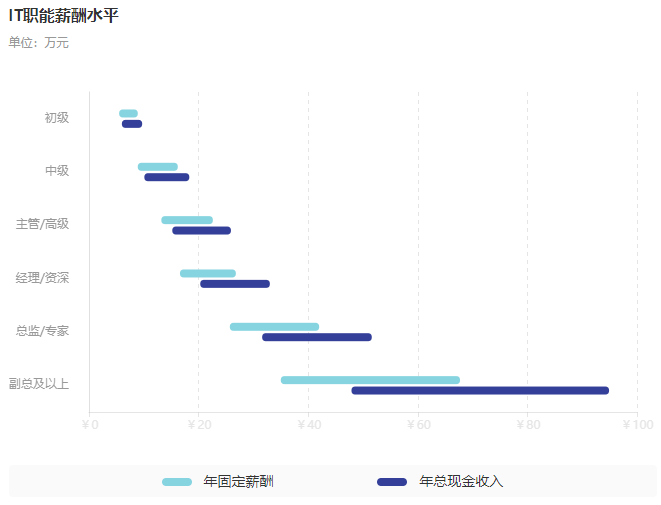 IT职能薪酬水平
单位：万元
初级
中级
主管/高级
经理/资深
总监/专家
副总及以上
￥0 ￥20 ￥40 ￥60 ￥80 ￥100
年固定薪酬 年总现金收入